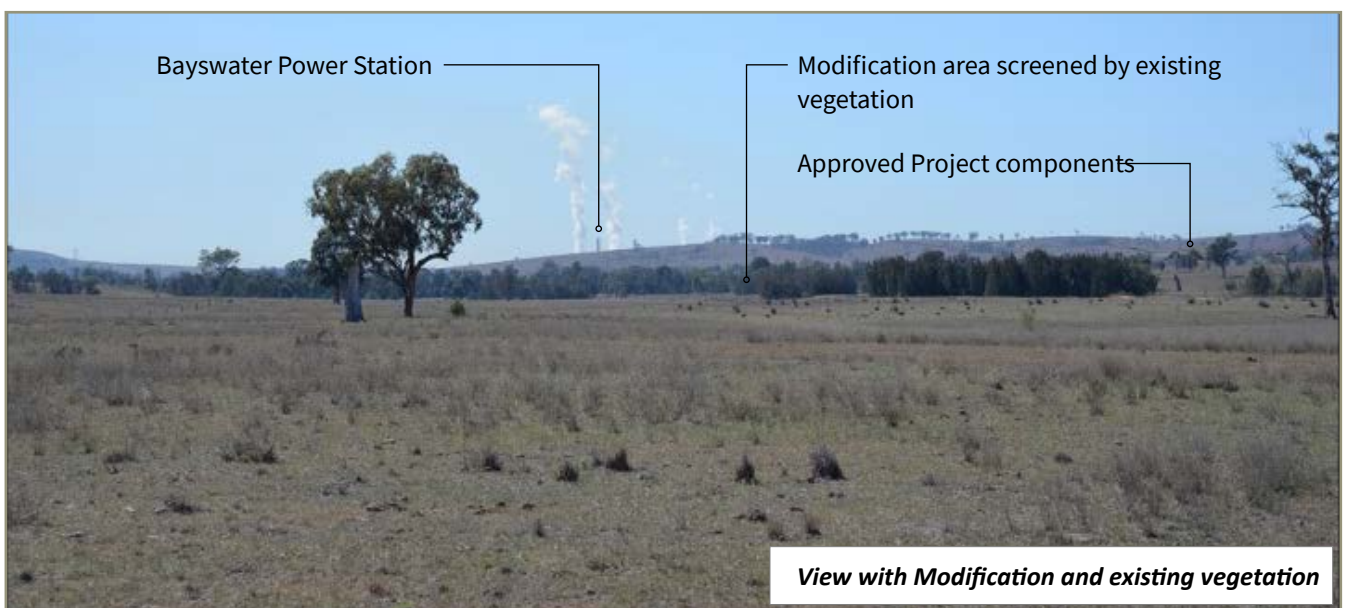 Bayswater Power Station
Modification area screened by existing
vegetation
Approved Project components
View with Modification and existing vegetation